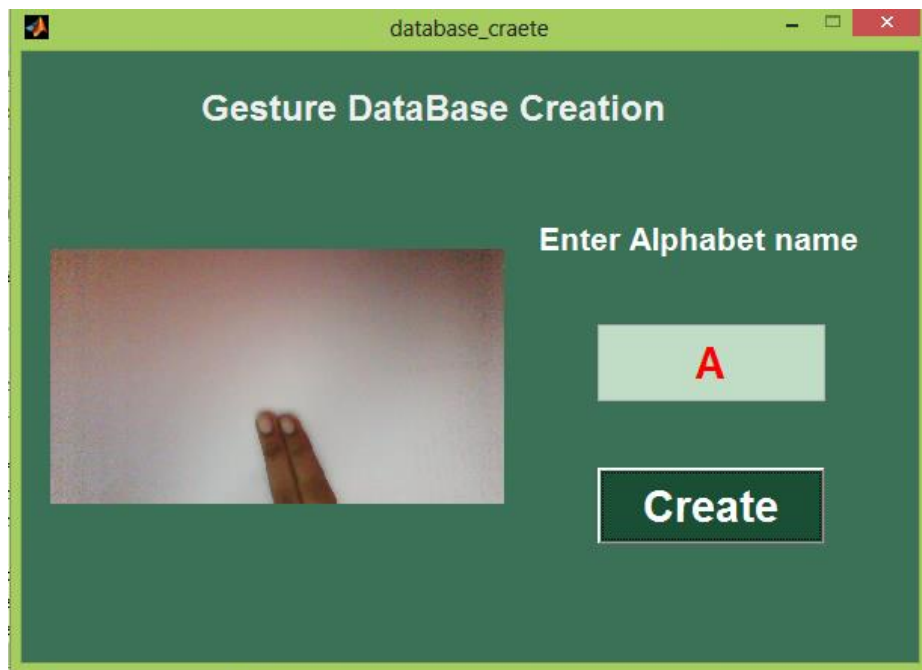 database_craete
Gesture DataBase Creation
Enter Alphabet name
A
Create